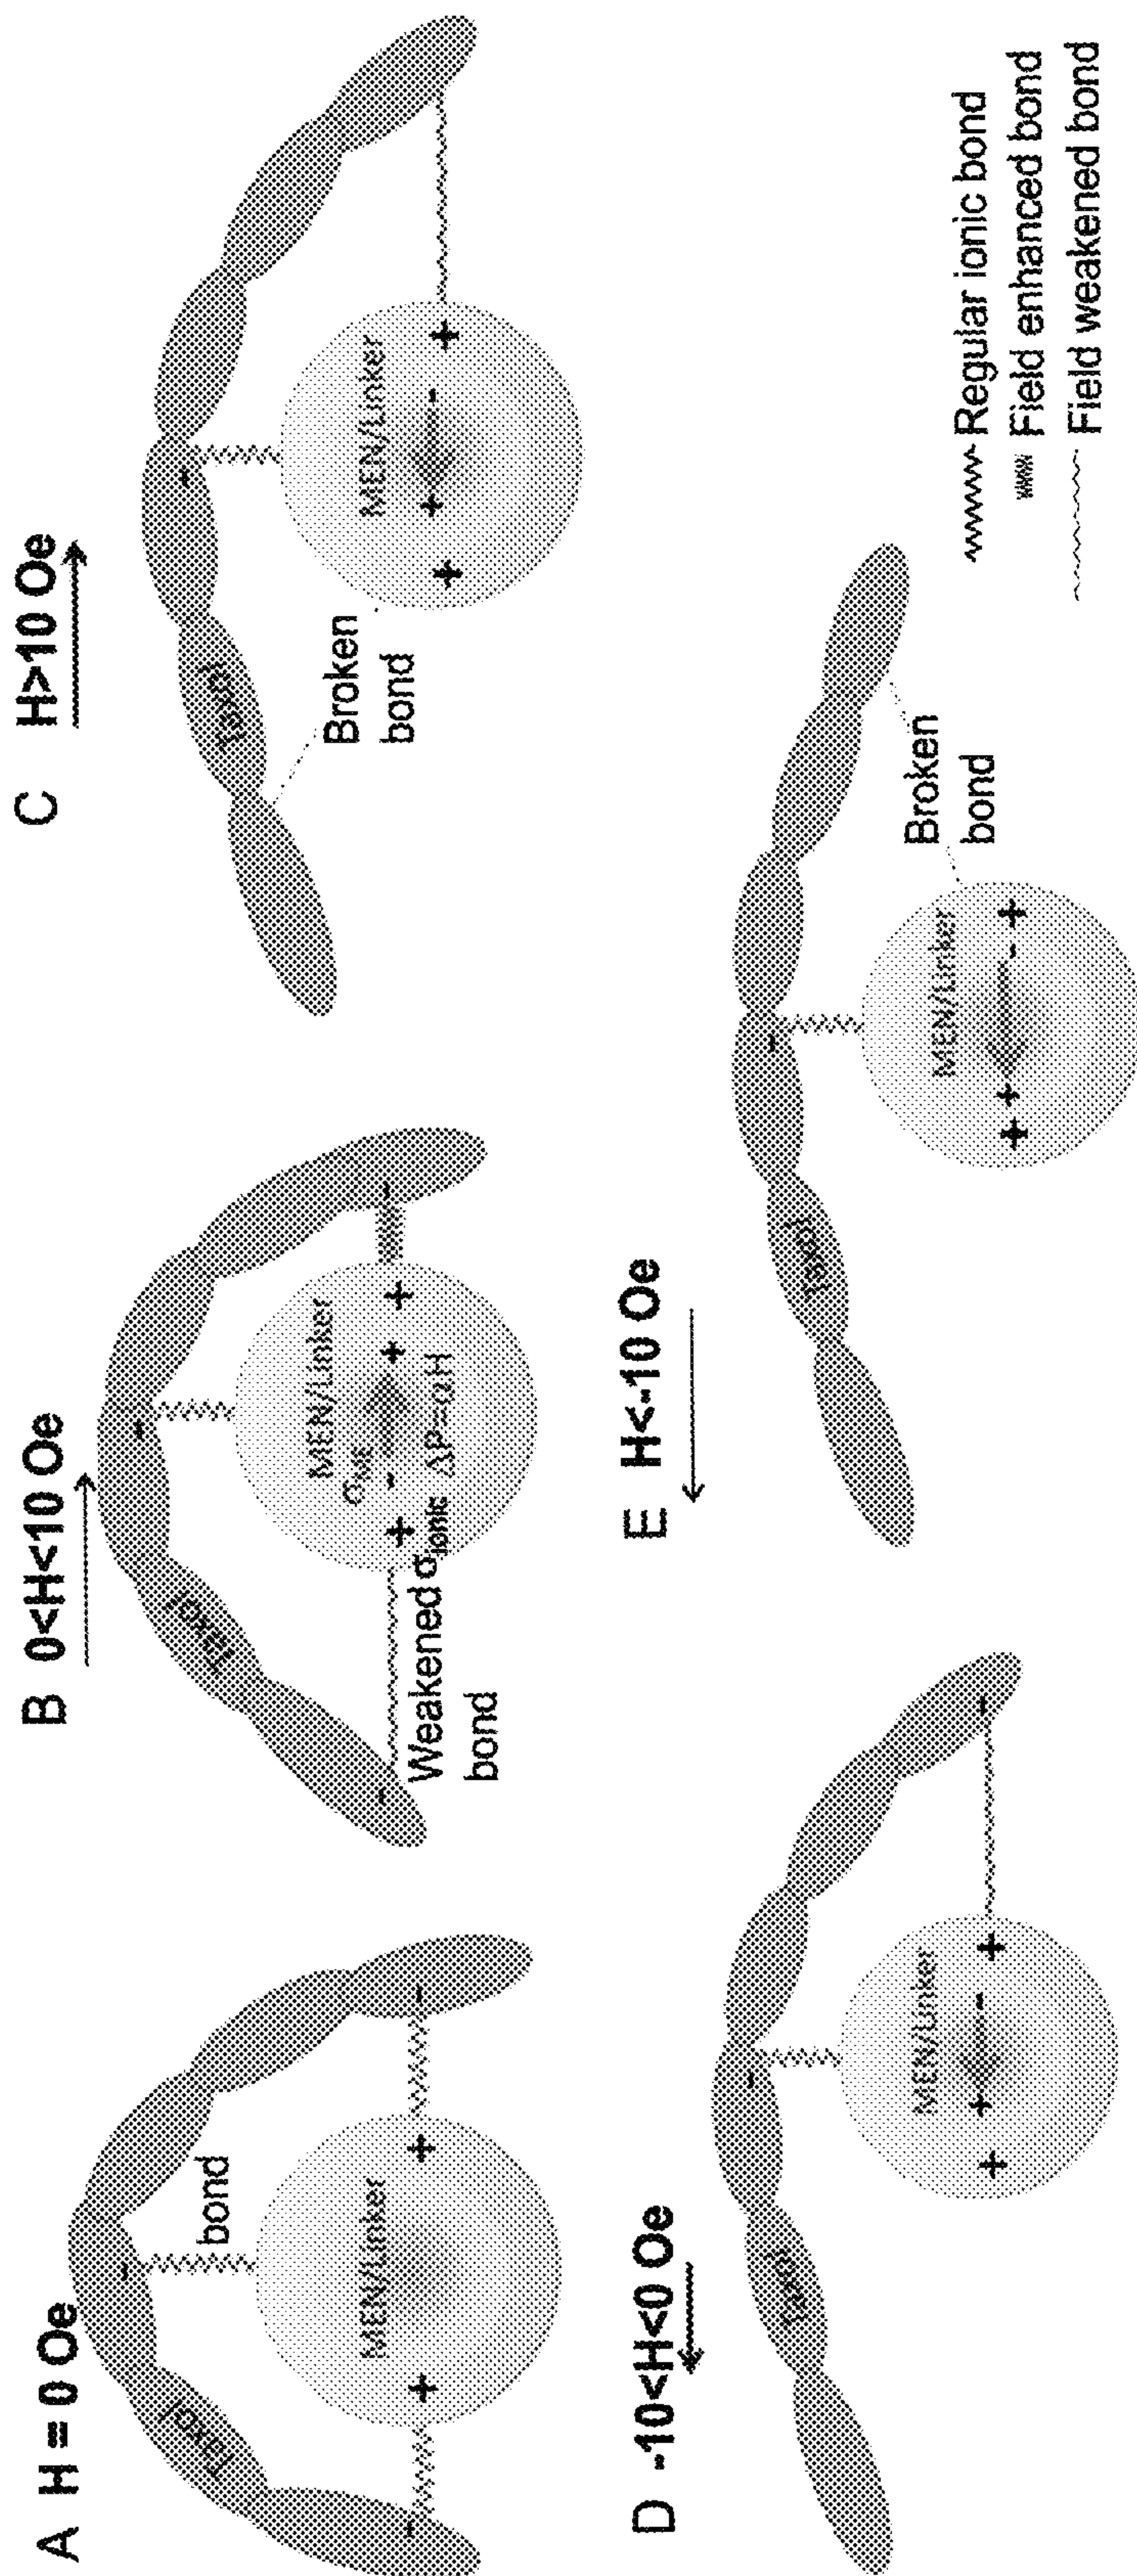 A H = 0 Oe
Taxol
bond
MEN/Linker
-
-
-
+
+
B 0<H<10 Oe
Taxol
MEN/Linker
σME
-
-
-
+
-
+
+
σionic ΔP=αH
Weakened
bond
C H>10 Oe
Taxol
-
MEN/Linker
+
+
-
+
Broken
bond
D -10<H<0 Oe
Taxol
-
-
MEN/Linker
+
+
-
+
E H<-10 Oe
Taxol
-
MEN/Linker
+
+
-
+
Broken
bond
Regular ionic bond
Field enhanced bond
Field weakened bond